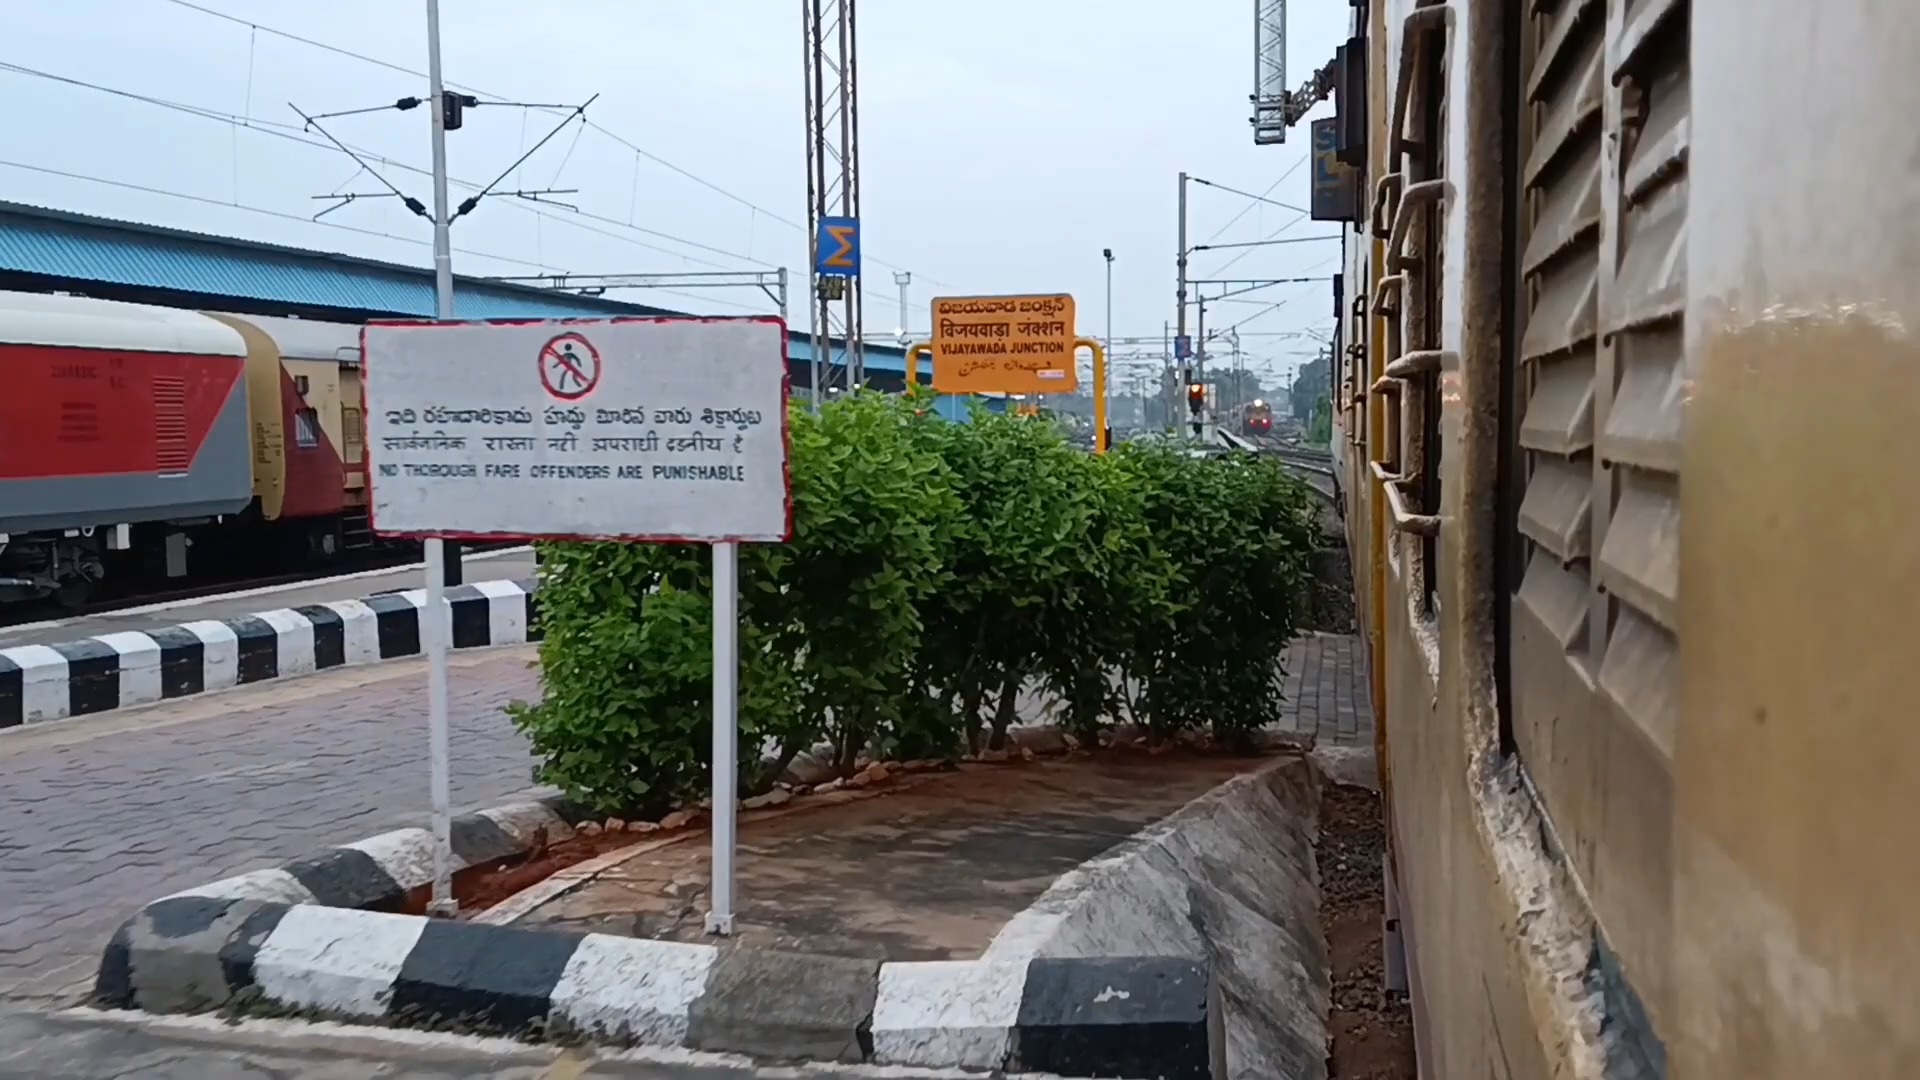 ఇది రహదారికాదు హద్దు మీరిన వారు శిక్షార్హులు
सार्वजनिक रास्ता नहीं अपराधी दंडनीय है
NO THOROUGH FARE OFFENDERS ARE PUNISHABLE
M
విజయవాడ జంక్షన్
विजयवाड़ा जंक्शन
VIJAYAWADA JUNCTION